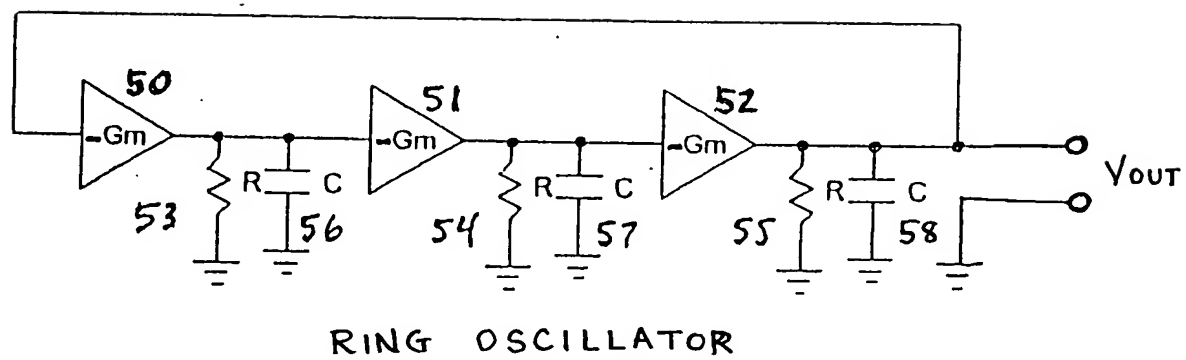 50 51 52
-Gm -Gm -Gm
R C R C R C
VOUT
53 56 54 57 55 58
RING OSCILLATOR